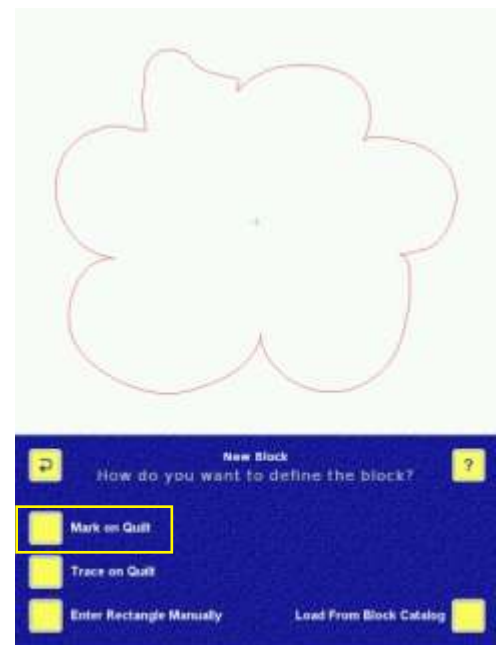 New Block
?
How do you want to define the block?
Mark on Quilt
Trace on Quilt
Enter Rectangle Manually
Load From Block Catalog